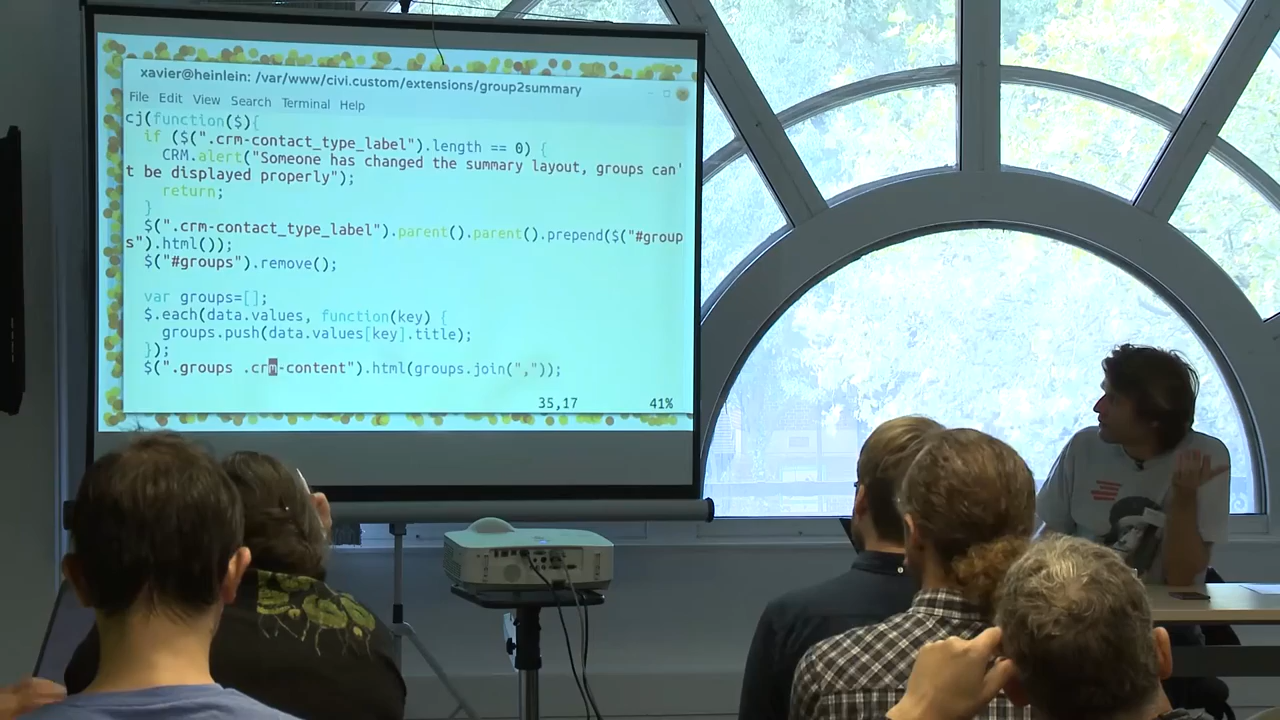 xavier@heinlein: /var/www/civi.custom/extensions/group2summary
File Edit View Search Terminal Help
cj(function($){
if ($(".crm-contact_type_label").length == 0) {
CRM.alert("Someone has changed the summary layout, groups can'
t be displayed properly");
return;
}
$(".crm-contact_type_label").parent().parent().prepend($("#group
s").html());
$("#groups").remove();
var groups=[];
$.each(data.values, function(key) {
groups.push(data.values[key].title);
});
$(".groups .crm-content").html(groups.join(","));
35,17 41%